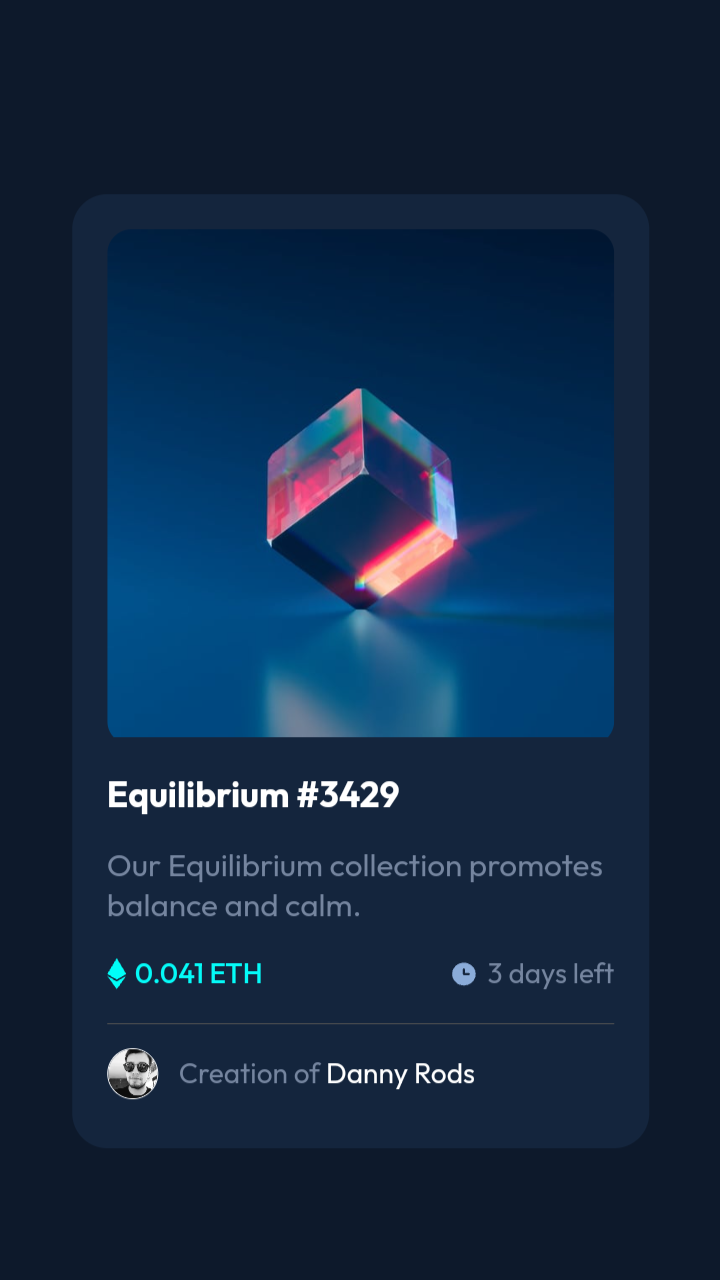 Equilibrium #3429
Our Equilibrium collection promotes
balance and calm.
0.041 ETH
3 days left
Creation of Danny Rods